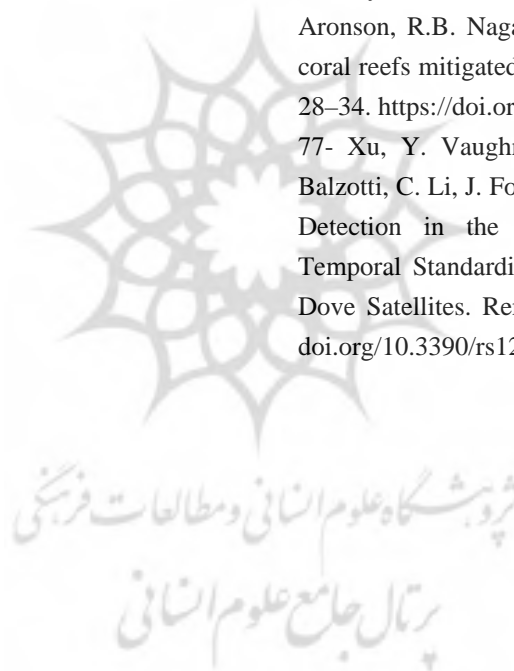 Aronson, R.B. Naga
coral reefs mitigated
28–34. https://doi.or
77- Xu, Y. Vaugh
Balzotti, C. Li, J. Fo
Detection in the
Temporal Standardi
Dove Satellites. Re
doi.org/10.3390/rs12
پژوهشگاه علوم انسانی و مطالعات فرهنگی
پرتال جامع علوم انسانی